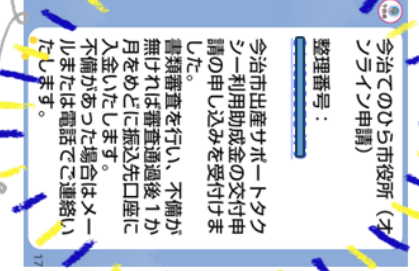 今治てのひら市役所（オ
ンライン申請）
整理番号：
今治市出産サポートタク
シー利用助成金の交付申
請の申し込みを受付けま
した。
書類審査を行い、不備が
無ければ審査通過後１か
月をめどに振込先口座に
入金いたします。
不備があった場合はメー
ルまたは電話でご連絡い
たします。
17